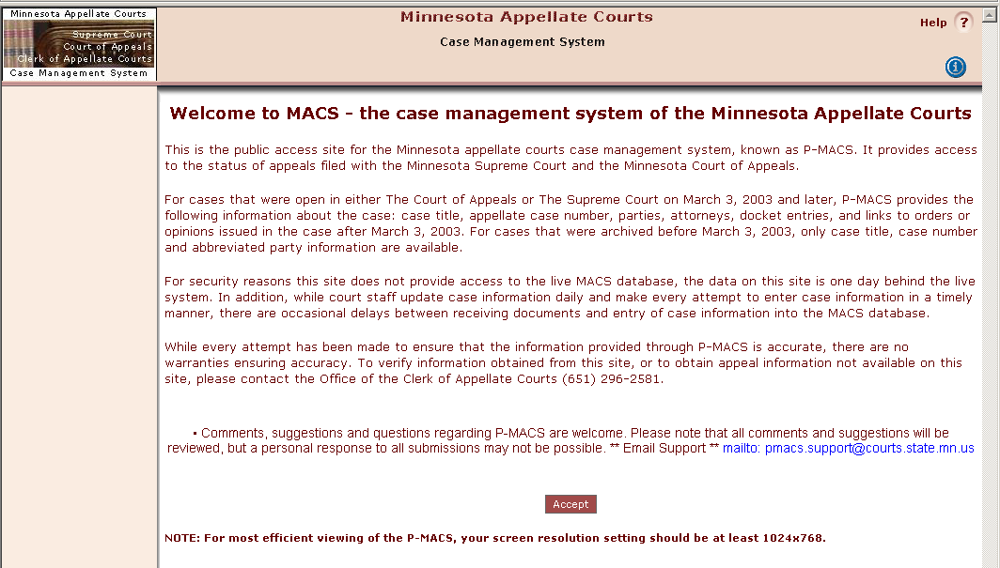 Minnesota Appellate Courts
Supreme Court
Court of Appeals
Clerk of Appellate Courts
Case Management System
Minnesota Appellate Courts
Case Management System
Help ?
i
Welcome to MACS - the case management system of the Minnesota Appellate Courts
This is the public access site for the Minnesota appellate courts case management system, known as P-MACS. It provides access
to the status of appeals filed with the Minnesota Supreme Court and the Minnesota Court of Appeals.
For cases that were open in either The Court of Appeals or The Supreme Court on March 3, 2003 and later, P-MACS provides the
following information about the case: case title, appellate case number, parties, attorneys, docket entries, and links to orders or
opinions issued in the case after March 3, 2003. For cases that were archived before March 3, 2003, only case title, case number
and abbreviated party information are available.
For security reasons this site does not provide access to the live MACS database, the data on this site is one day behind the live
system. In addition, while court staff update case information daily and make every attempt to enter case information in a timely
manner, there are occasional delays between receiving documents and entry of case information into the MACS database.
While every attempt has been made to ensure that the information provided through P-MACS is accurate, there are no
warranties ensuring accuracy. To verify information obtained from this site, or to obtain appeal information not available on this
site, please contact the Office of the Clerk of Appellate Courts (651) 296-2581.
• Comments, suggestions and questions regarding P-MACS are welcome. Please note that all comments and suggestions will be
reviewed, but a personal response to all submissions may not be possible. ** Email Support ** mailto: pmacs.support@courts.state.mn.us
Accept
NOTE: For most efficient viewing of the P-MACS, your screen resolution setting should be at least 1024x768.